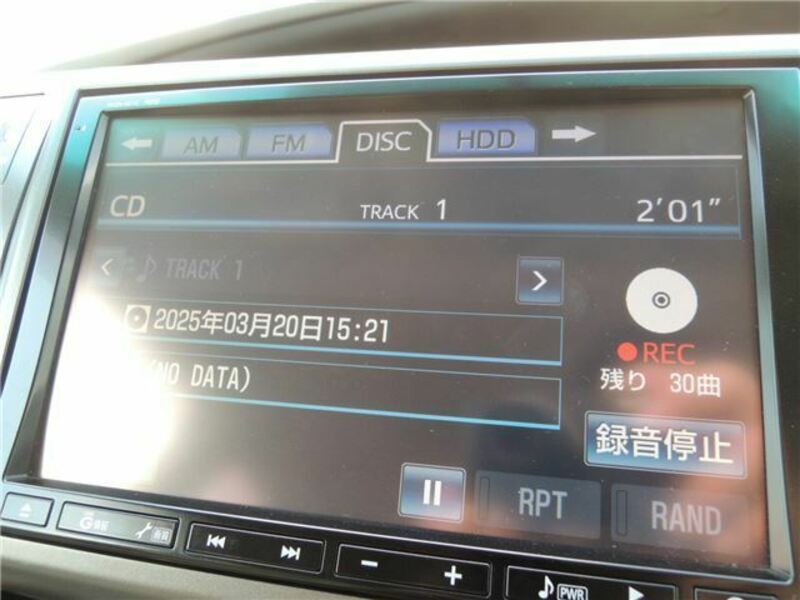 AM FM DISC HDD
CD TRACK 1 2'01"
TRACK 1
2025年03月20日15:21
(NO DATA)
REC
残り 30曲
録音停止
RPT RAND
PWR